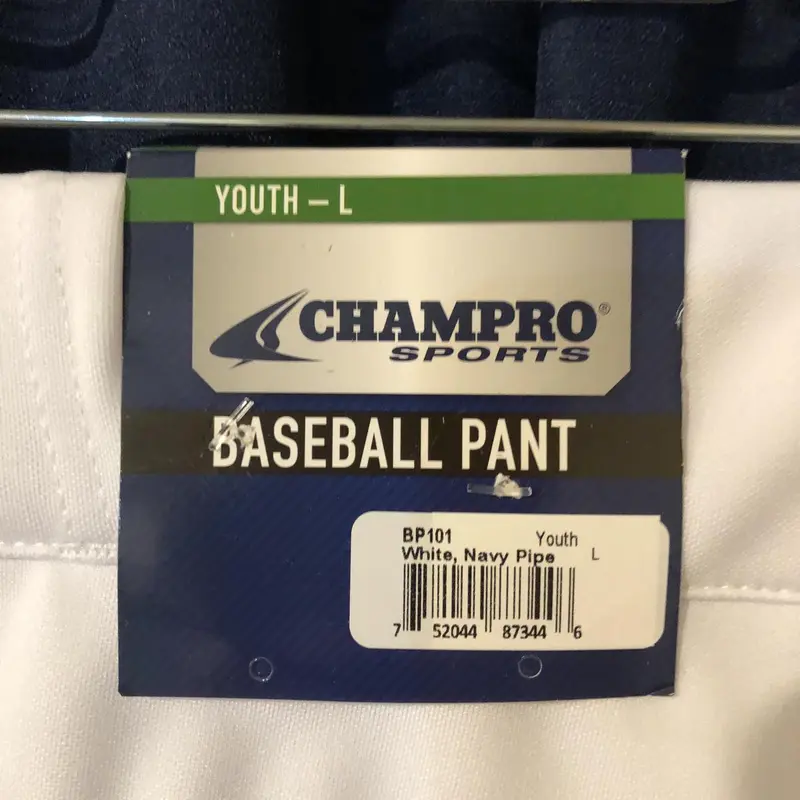 YOUTH – L
CHAMPRO®
SPORTS
BASEBALL PANT
BP101 Youth
White, Navy Pipe L
7 52044 87344 6